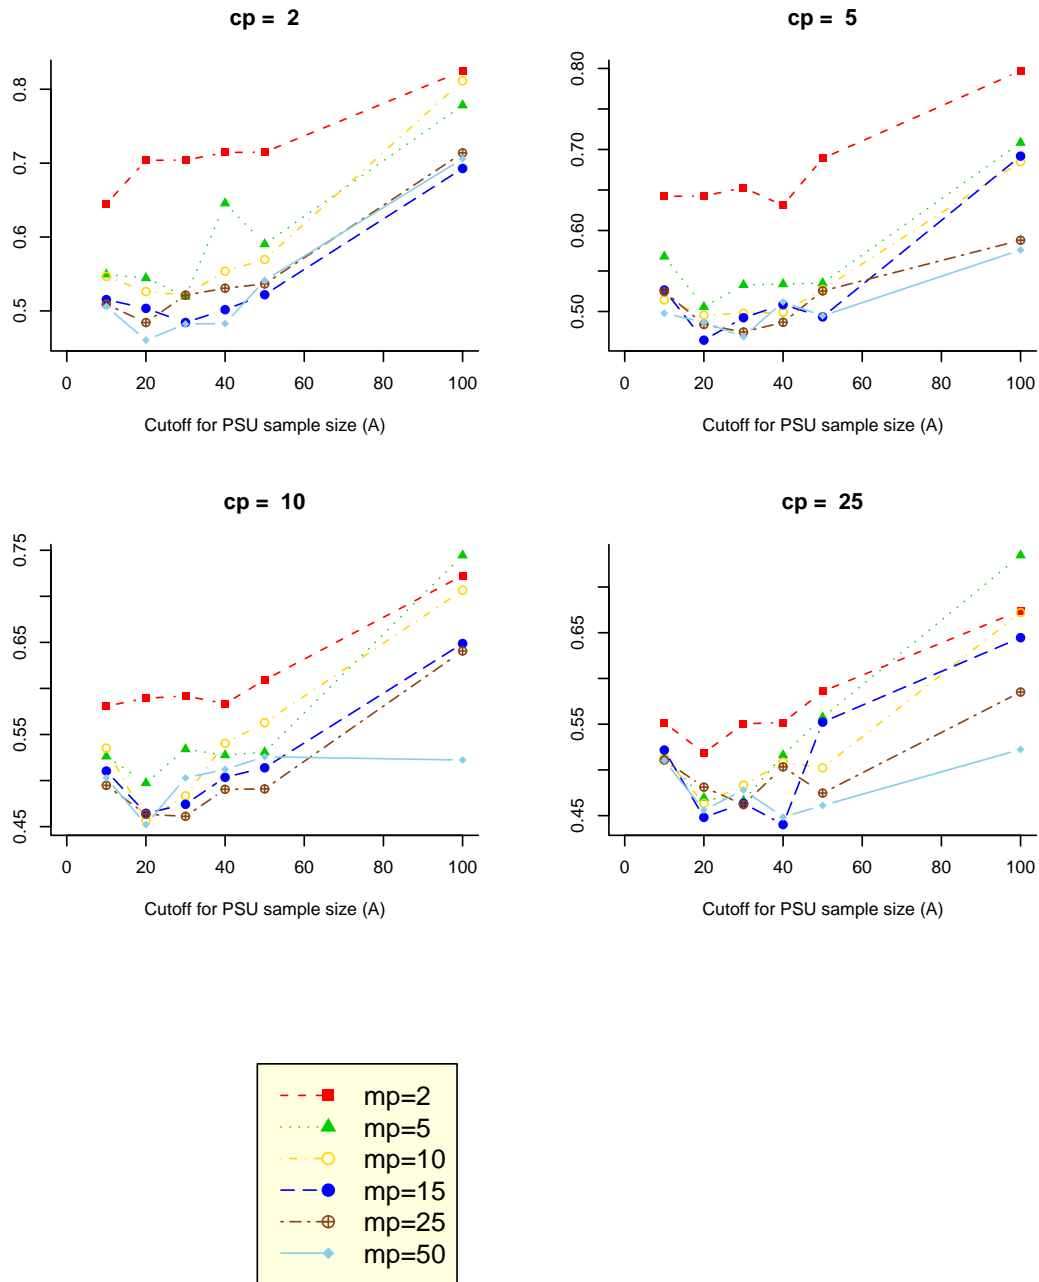 cp = 2
0.5 0.6 0.7 0.8
0 20 40 60 80 100
Cutoff for PSU sample size (A)
cp = 5
0.50 0.60 0.70 0.80
0 20 40 60 80 100
Cutoff for PSU sample size (A)
cp = 10
0.45 0.55 0.65 0.75
0 20 40 60 80 100
Cutoff for PSU sample size (A)
cp = 25
0.45 0.55 0.65
0 20 40 60 80 100
Cutoff for PSU sample size (A)
mp=2
mp=5
mp=10
mp=15
mp=25
mp=50